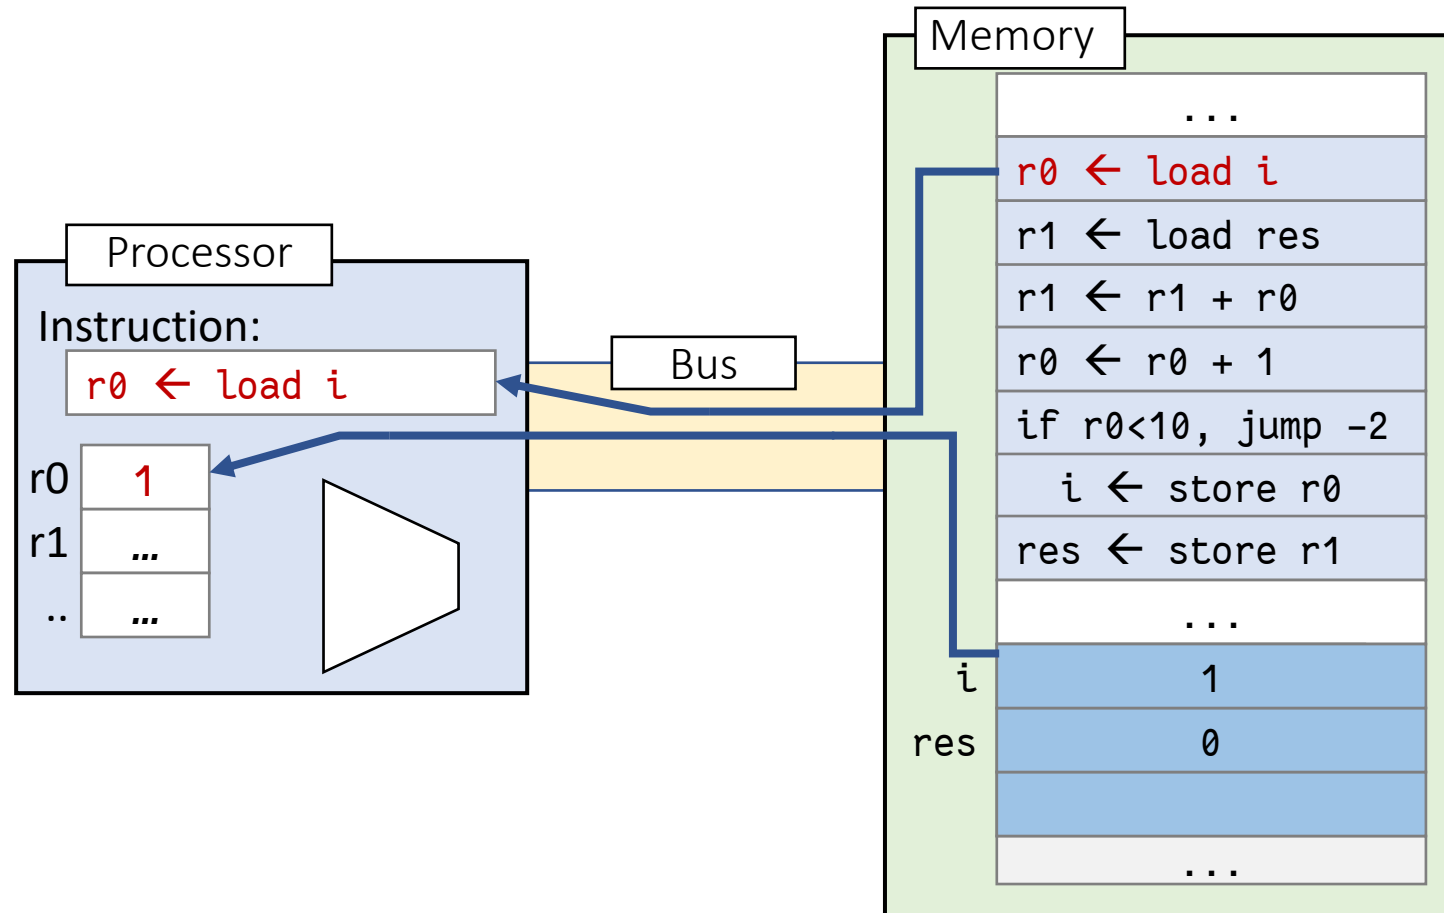 Memory
...
r0 ← load i
r1 ← load res
r1 ← r1 + r0
r0 ← r0 + 1
if r0<10, jump –2
i ← store r0
res ← store r1
...
i 1
res 0
...
Processor
Instruction:
r0 ← load i
r0 1
r1 ...
.. ...
Bus